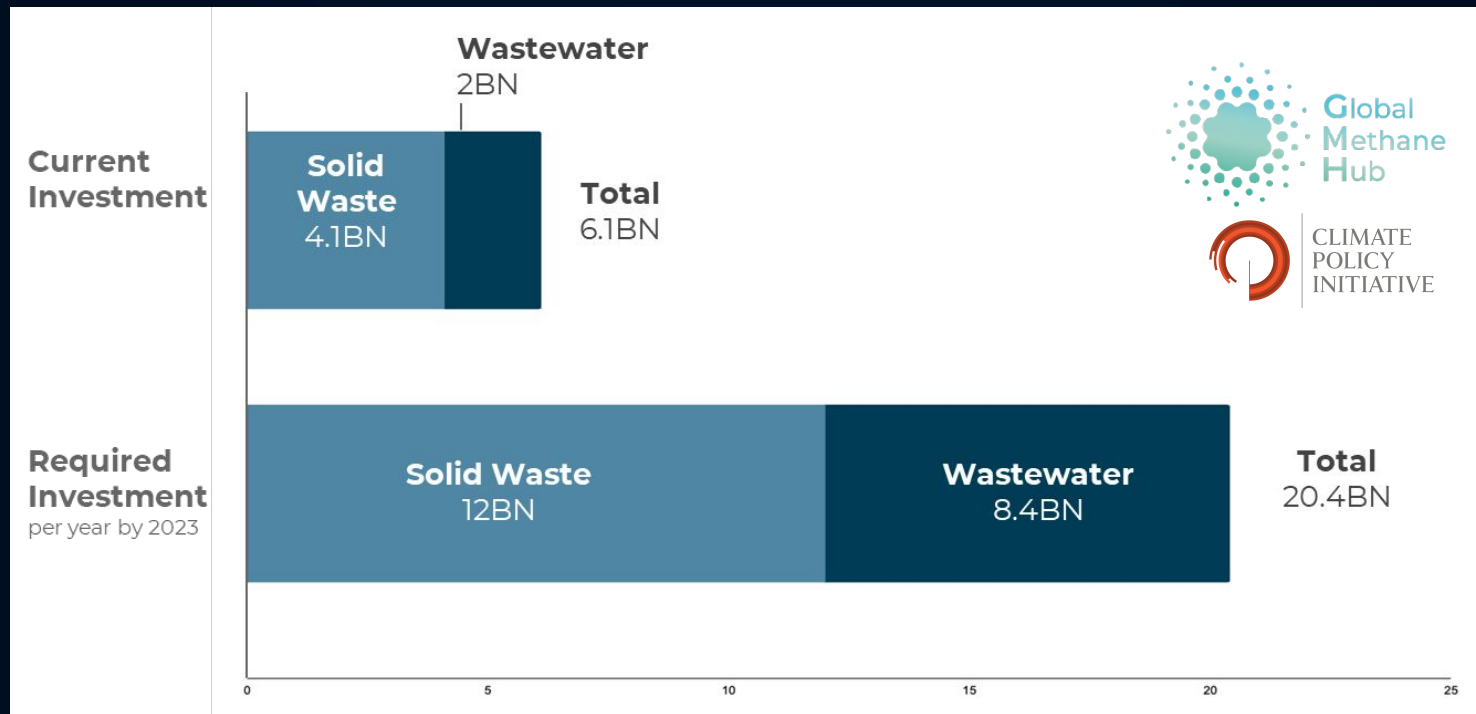 Wastewater
2BN
Current
Investment
Solid
Waste
4.1BN
Total
6.1BN
Global
Methane
Hub
CLIMATE
POLICY
INITIATIVE
Required
Investment
per year by 2023
Solid Waste
12BN
Wastewater
8.4BN
Total
20.4BN
0 5 10 15 20 25